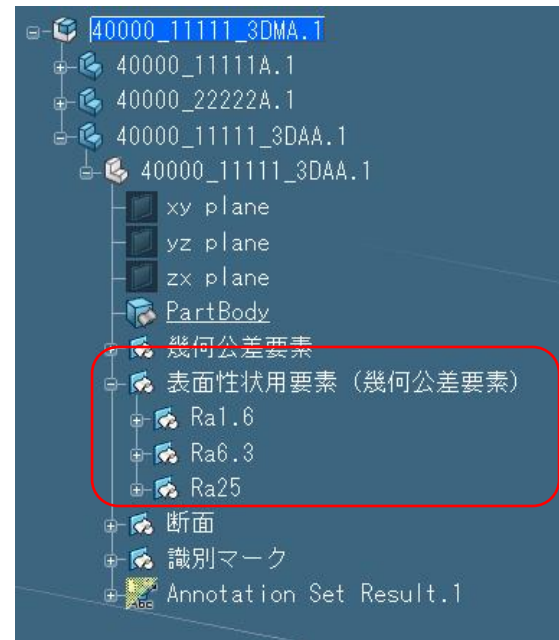 40000_11111_3DMA.1
40000_11111A.1
40000_22222A.1
40000_11111_3DAA.1
40000_11111_3DAA.1
xy plane
yz plane
zx plane
PartBody
幾何公差要素
表面性状用要素（幾何公差要素）
Ra1.6
Ra6.3
Ra25
断面
識別マーク
Annotation Set Result.1